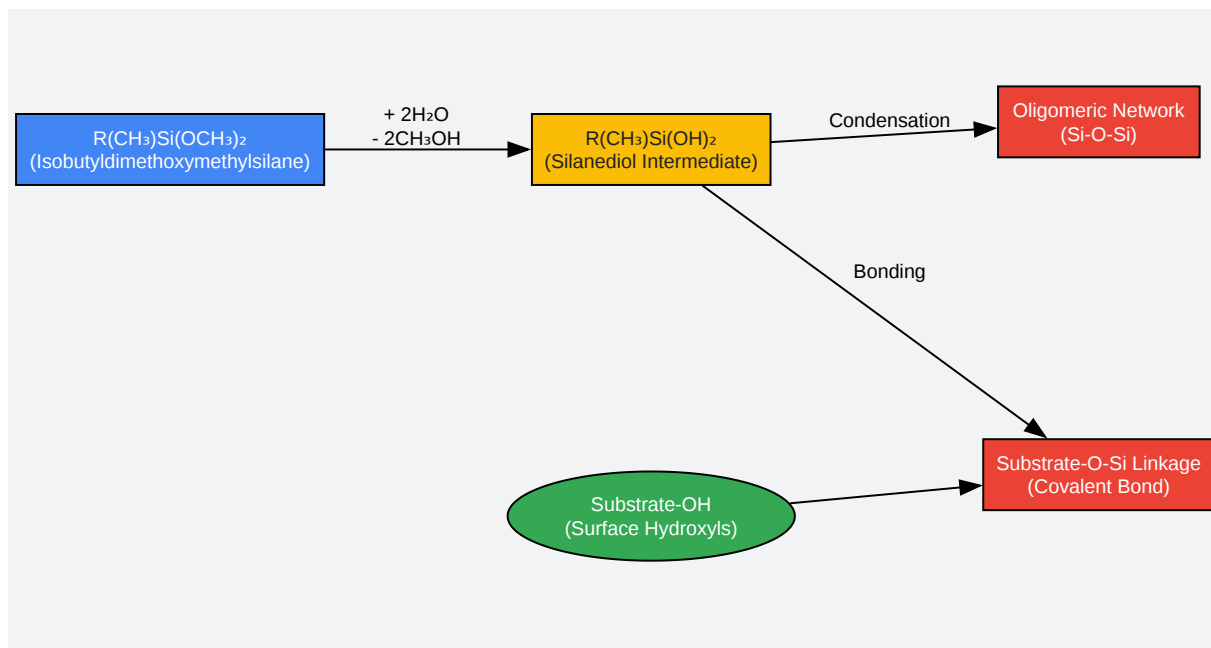 R(CH₃)Si(OCH₃)₂
(Isobutyldimethoxymethylsilane)
+ 2H₂O
- 2CH₃OH
R(CH₃)Si(OH)₂
(Silanediol Intermediate)
Condensation
Oligomeric Network
(Si-O-Si)
Bonding
Substrate-O-Si Linkage
(Covalent Bond)
Substrate-OH
(Surface Hydroxyls)